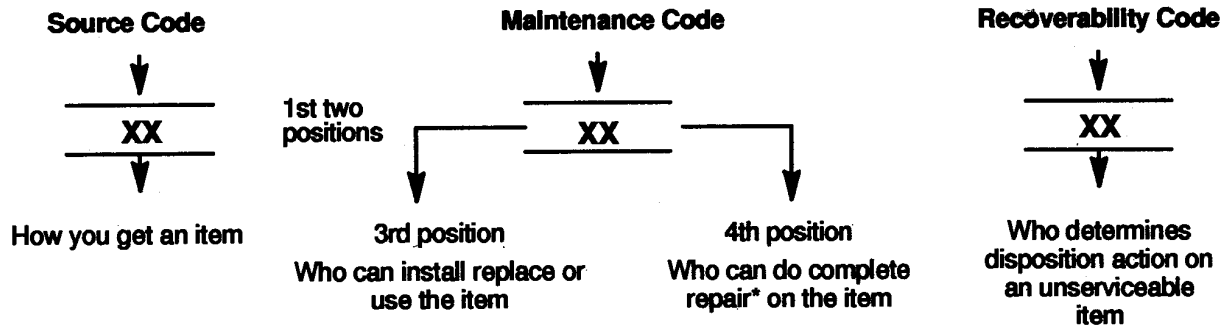 Source Code
Maintenance Code
Recoverability Code
XX
1st two
positions
XX
XX
How you get an item
3rd position
Who can install replace or
use the item
4th position
Who can do complete
repair* on the item
Who determines
disposition action on
an unserviceable
item